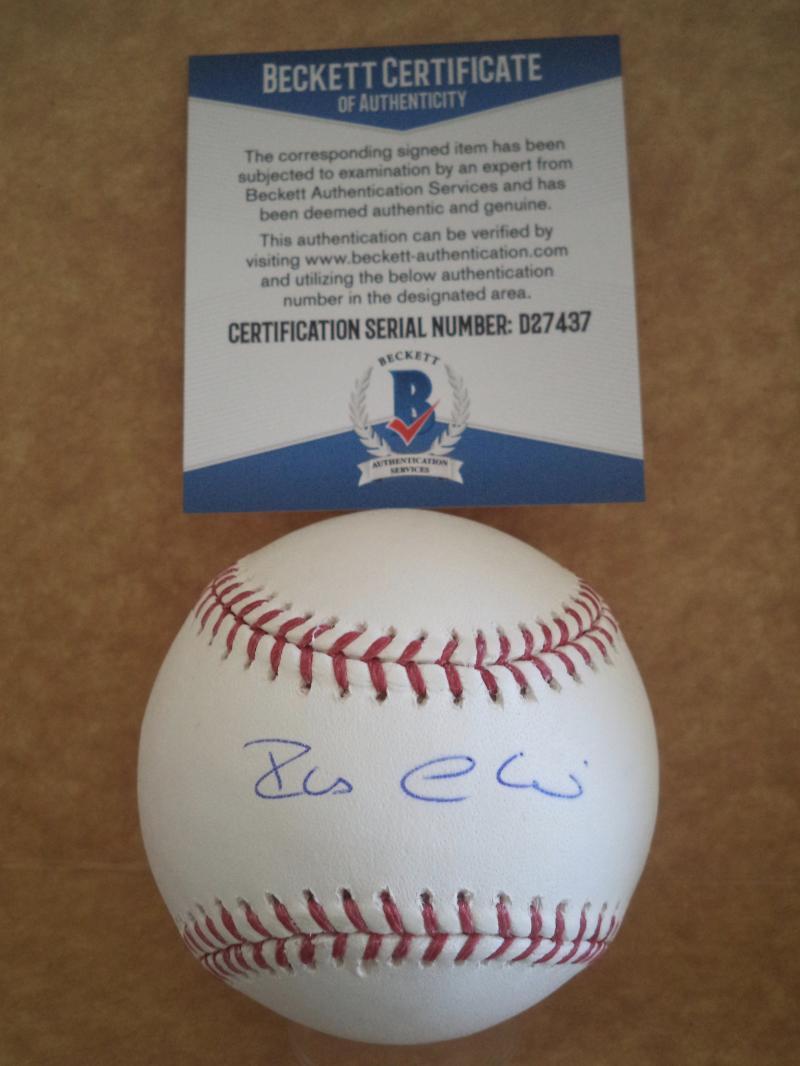 BECKETT CERTIFICATE
OF AUTHENTICITY
The corresponding signed item has been
subjected to examination by an expert from
Beckett Authentication Services and has
been deemed authentic and genuine.
This authentication can be verified by
visiting www.beckett-authentication.com
and utilizing the below authentication
number in the designated area.
CERTIFICATION SERIAL NUMBER: D27437
BECKETT
B
AUTHENTICATION
SERVICES